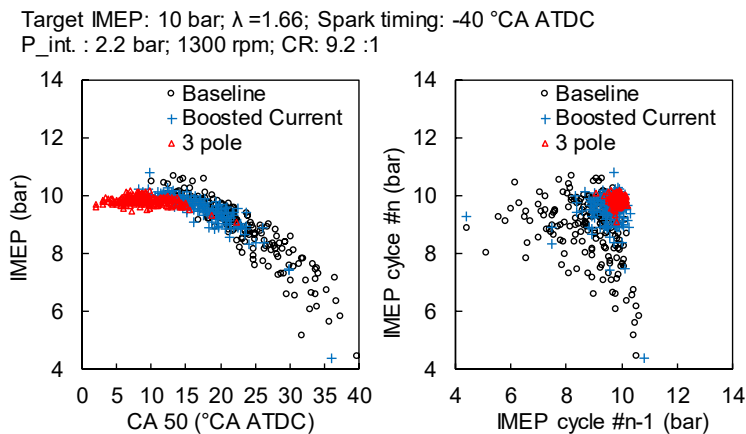 Target IMEP: 10 bar; λ =1.66; Spark timing: -40 °CA ATDC
P_int. : 2.2 bar; 1300 rpm; CR: 9.2 :1
14
12
10
8
6
4
IMEP (bar)
Baseline
Boosted Current
3 pole
0 5 10 15 20 25 30 35 40
CA 50 (°CA ATDC)
14
12
10
8
6
4
IMEP cylce #n (bar)
Baseline
Boosted Current
3 pole
4 6 8 10 12 14
IMEP cycle #n-1 (bar)